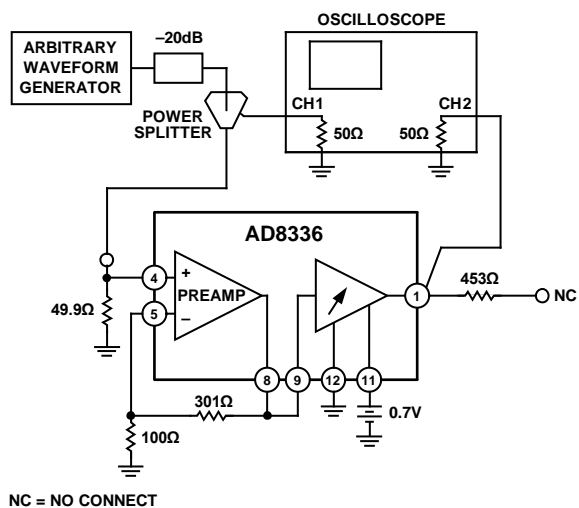 OSCILLOSCOPE
ARBITRARY
WAVEFORM
GENERATOR
–20dB
POWER
SPLITTER
CH1
CH2
50Ω
50Ω
AD8336
4
+
PREAMP
5
–
49.9Ω
1
453Ω
NC
8
9
12
11
301Ω
100Ω
0.7V
NC = NO CONNECT